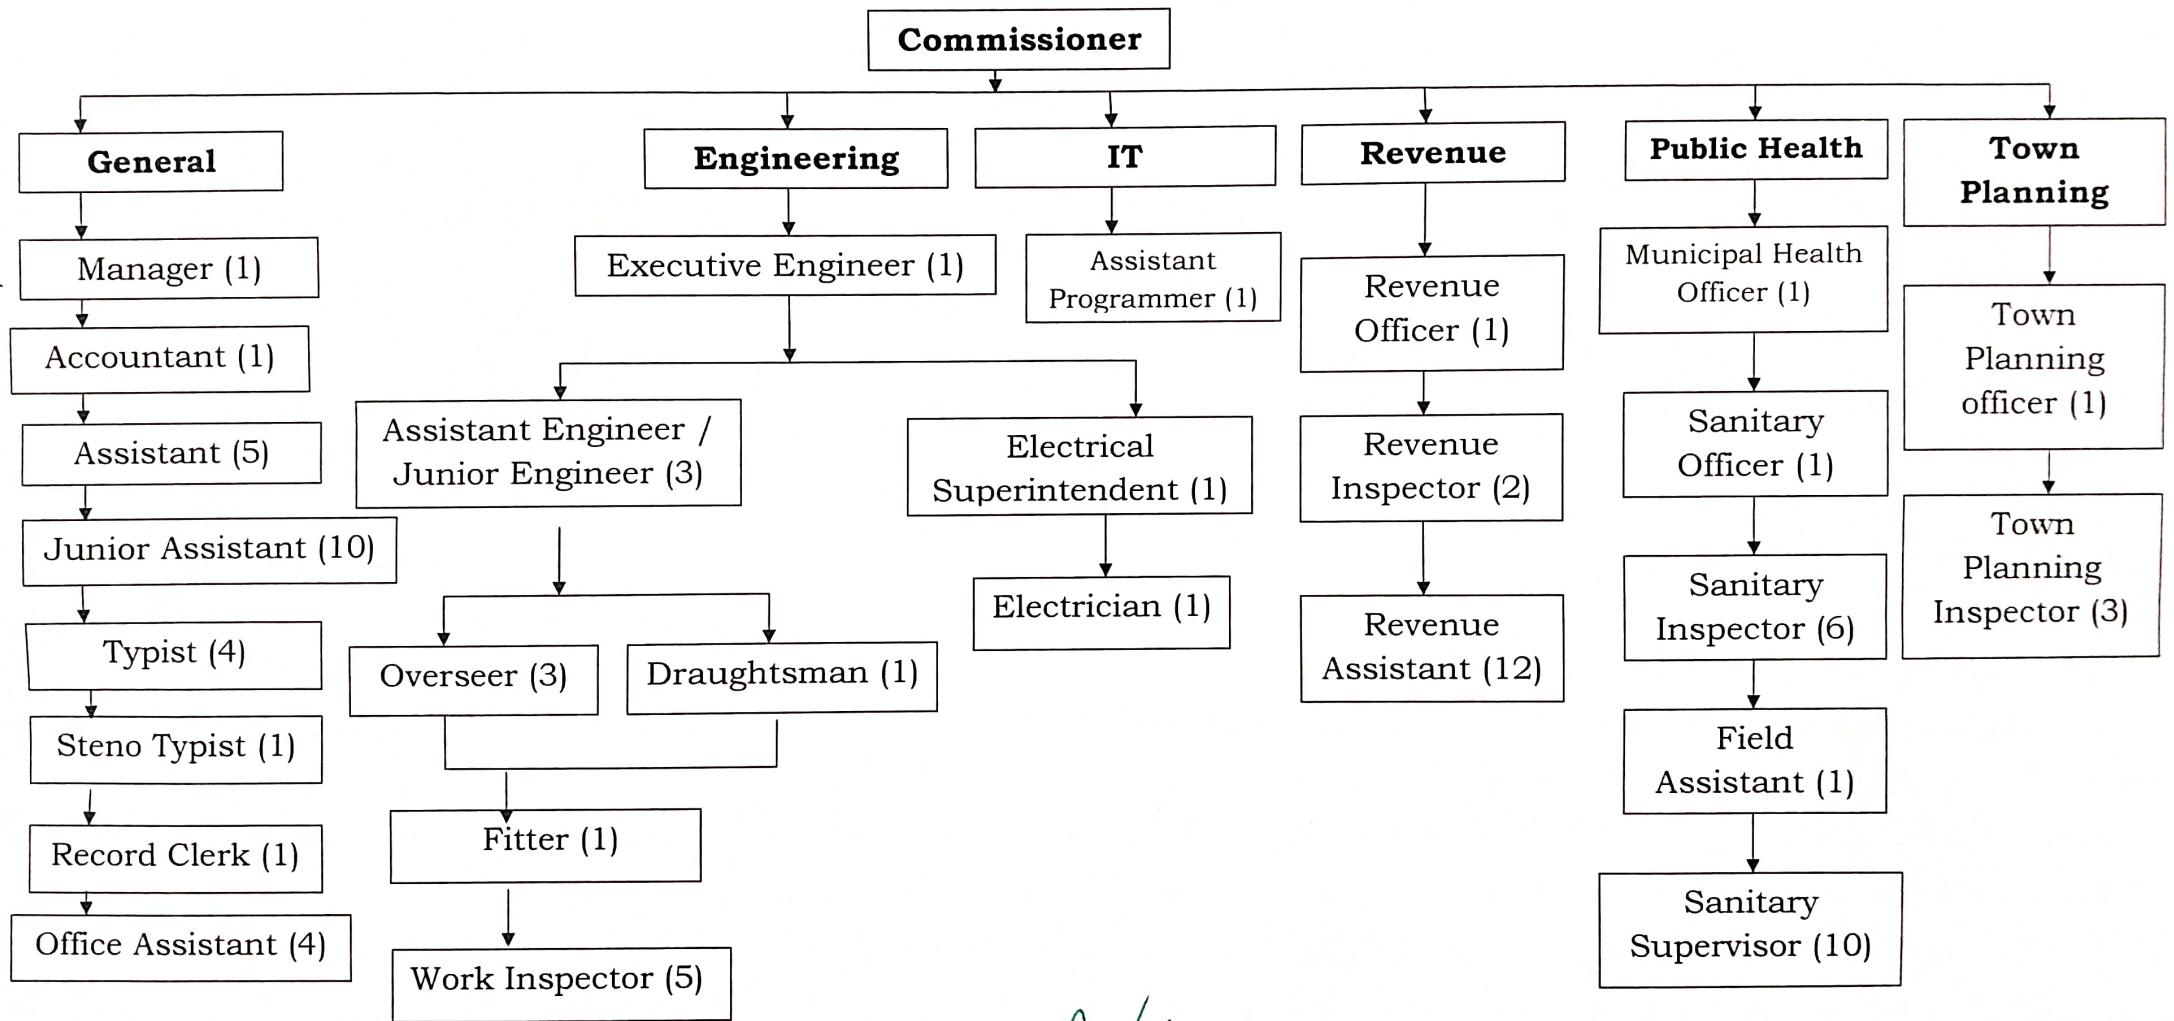 Commissioner
General
Engineering
IT
Revenue
Public Health
Town
Planning
Manager (1)
Accountant (1)
Assistant (5)
Junior Assistant (10)
Typist (4)
Steno Typist (1)
Record Clerk (1)
Office Assistant (4)
Executive Engineer (1)
Assistant Engineer /
Junior Engineer (3)
Overseer (3)
Draughtsman (1)
Fitter (1)
Work Inspector (5)
Electrical
Superintendent (1)
Electrician (1)
Assistant
Programmer (1)
Revenue
Officer (1)
Revenue
Inspector (2)
Revenue
Assistant (12)
Municipal Health
Officer (1)
Sanitary
Officer (1)
Sanitary
Inspector (6)
Field
Assistant (1)
Sanitary
Supervisor (10)
Town
Planning
officer (1)
Town
Planning
Inspector (3)